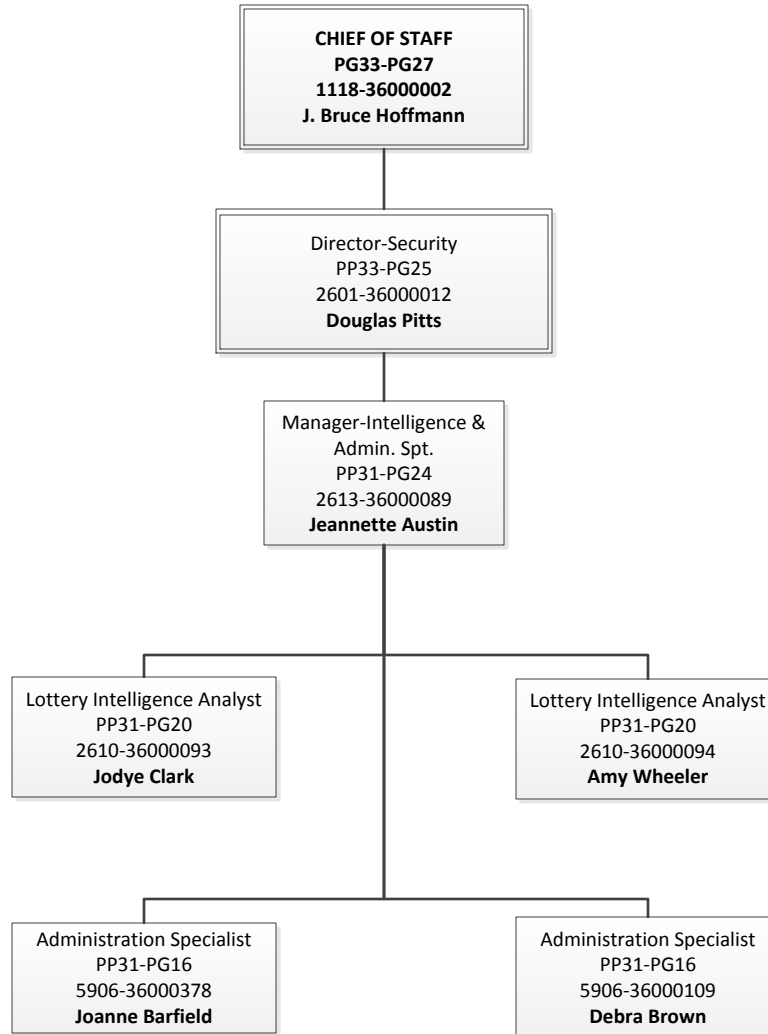 CHIEF OF STAFF
PG33-PG27
1118-36000002
J. Bruce Hoffmann
Director-Security
PP33-PG25
2601-36000012
Douglas Pitts
Manager-Intelligence &
Admin. Spt.
PP31-PG24
2613-36000089
Jeannette Austin
Lottery Intelligence Analyst
PP31-PG20
2610-36000093
Jodye Clark
Lottery Intelligence Analyst
PP31-PG20
2610-36000094
Amy Wheeler
Administration Specialist
PP31-PG16
5906-36000378
Joanne Barfield
Administration Specialist
PP31-PG16
5906-36000109
Debra Brown